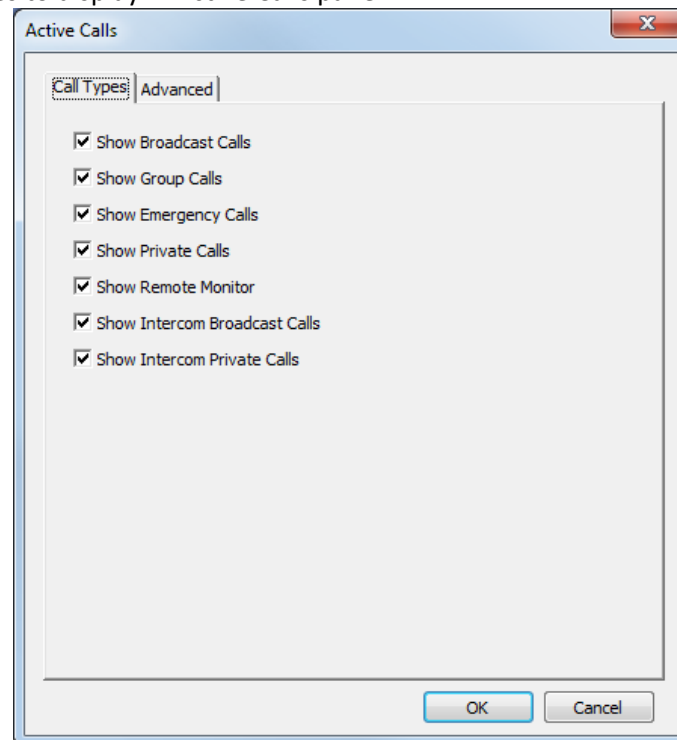 Active Calls
Call Types Advanced
Show Broadcast Calls
Show Group Calls
Show Emergency Calls
Show Private Calls
Show Remote Monitor
Show Intercom Broadcast Calls
Show Intercom Private Calls
OK Cancel